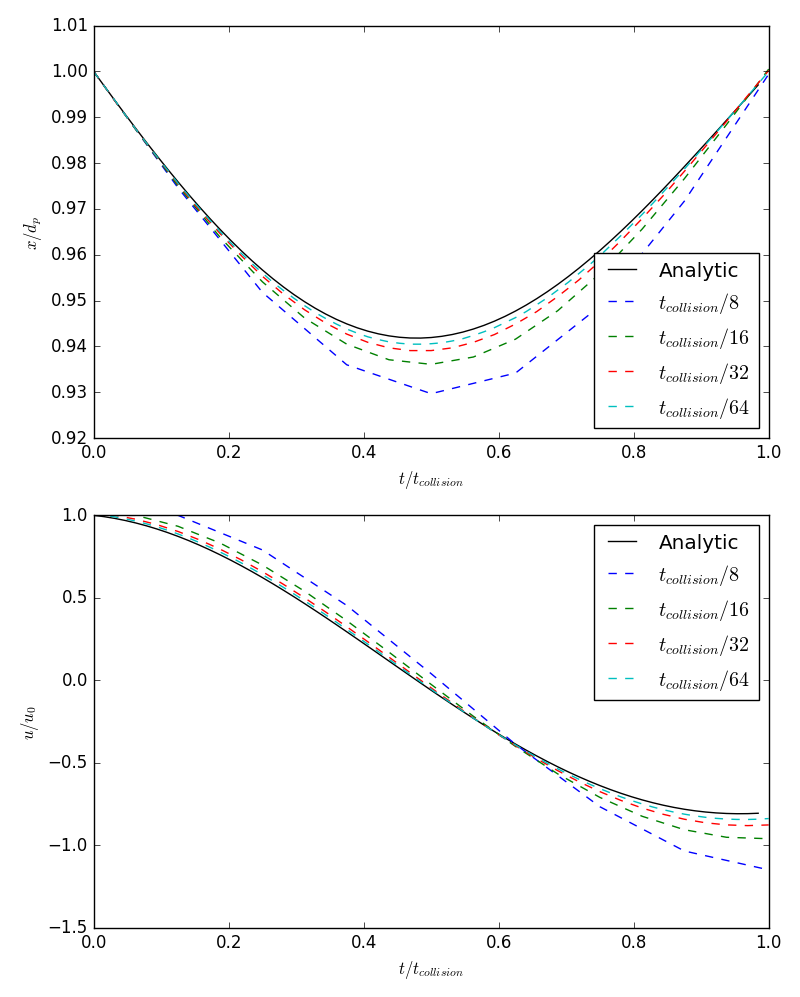 1.01
1.00
0.99
0.98
0.97
0.96
0.95
0.94
0.93
0.92
x/d_p
Analytic
t_collision/8
t_collision/16
t_collision/32
t_collision/64
0.0 0.2 0.4 0.6 0.8 1.0
t/t_collision
1.0
0.5
0.0
−0.5
−1.0
−1.5
u/u_0
Analytic
t_collision/8
t_collision/16
t_collision/32
t_collision/64
0.0 0.2 0.4 0.6 0.8 1.0
t/t_collision